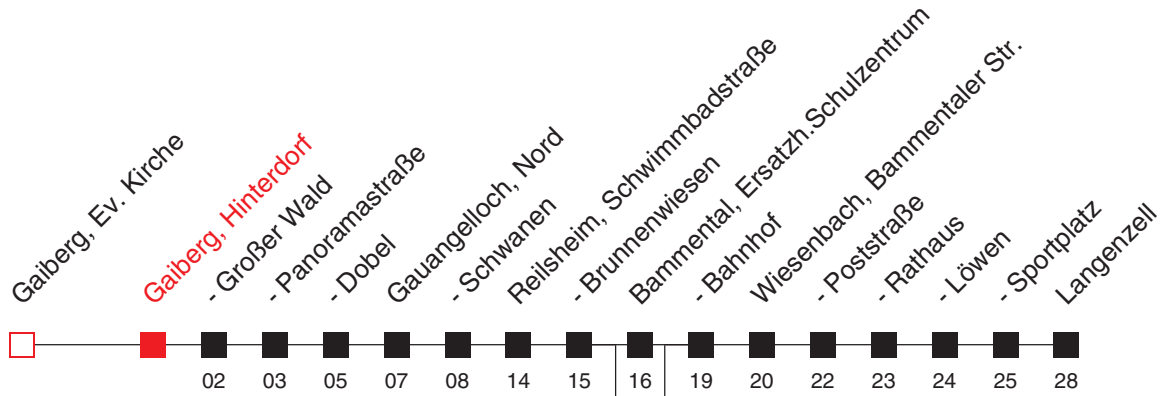 Gaiberg, Ev. Kirche
Gaiberg, Hinterdorf
- Großer Wald
- Panoramastraße
- Dobel
Gauangelloch, Nord
- Schwanen
Reilsheim, Schwimmbadstraße
- Brunnenwiesen
Bammental, Ersatzh.Schulzentrum
- Bahnhof
Wiesenbach, Bammentaler Str.
- Poststraße
- Rathaus
- Löwen
- Sportplatz
Langenzell
02 03 05 07 08 14 15 16 19 20 22 23 24 25 28